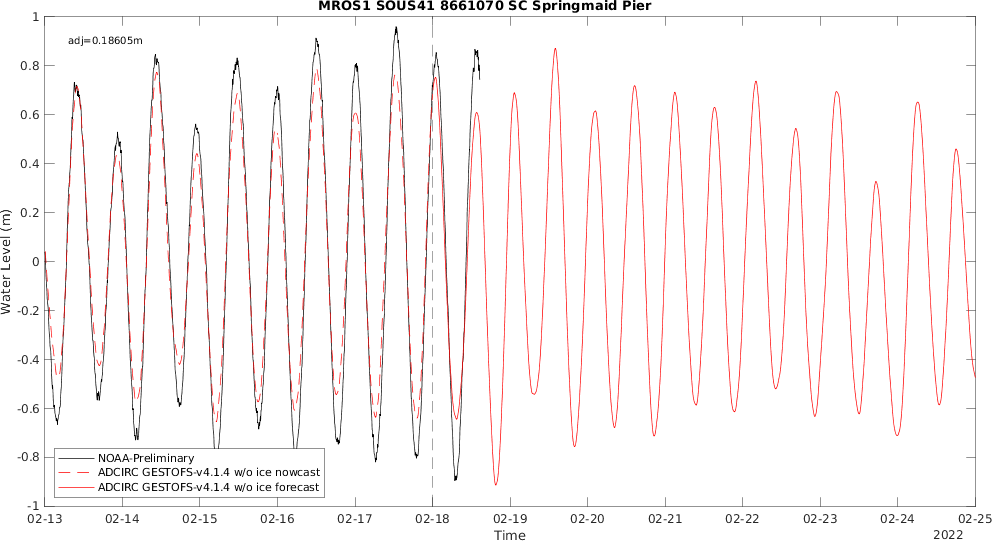 MROS1 SOUS41 8661070 SC Springmaid Pier
adj=0.18605m
1
0.8
0.6
0.4
0.2
0
-0.2
-0.4
-0.6
-0.8
-1
Water Level (m)
NOAA-Preliminary
ADCIRC GESTOFS-v4.1.4 w/o ice nowcast
ADCIRC GESTOFS-v4.1.4 w/o ice forecast
02-13 02-14 02-15 02-16 02-17 02-18 02-19 02-20 02-21 02-22 02-23 02-24 02-25
Time
2022